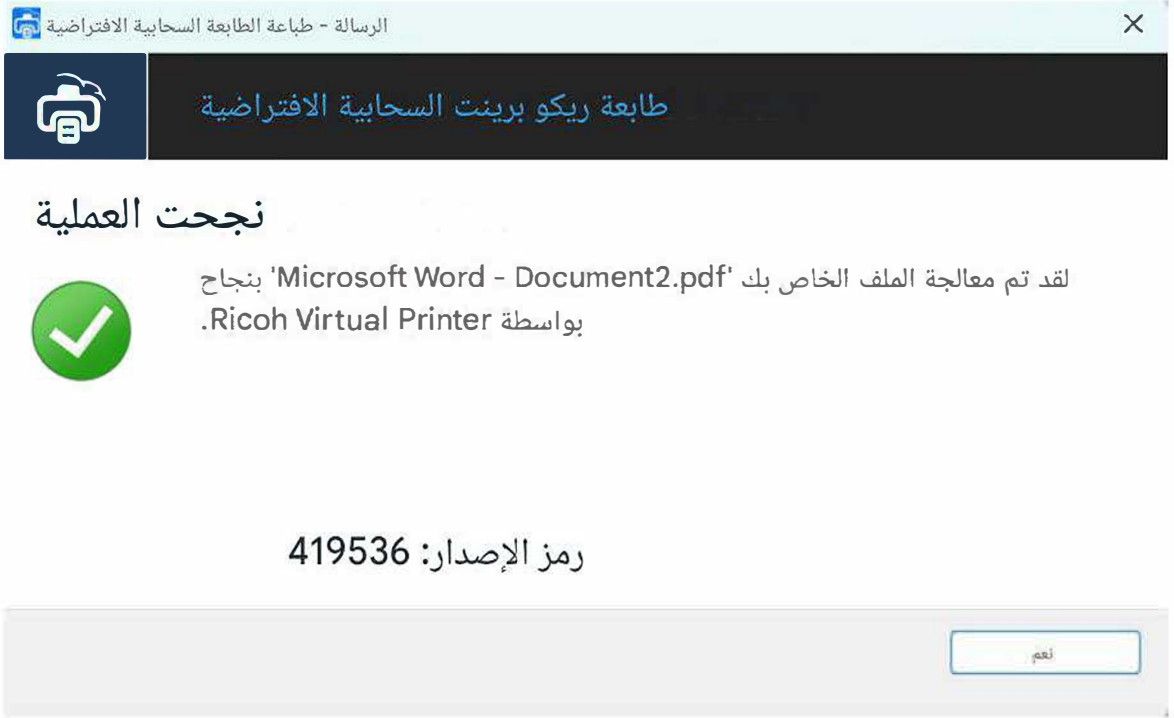 الرسالة - طباعة الطابعة السحابية الافتراضية
طابعة ريكو برينت السحابية الافتراضية
نجحت العملية
لقد تم معالجة الملف الخاص بك 'Microsoft Word - Document2.pdf' بنجاح
بواسطة Ricoh Virtual Printer.
رمز الإصدار: 419536
نعم